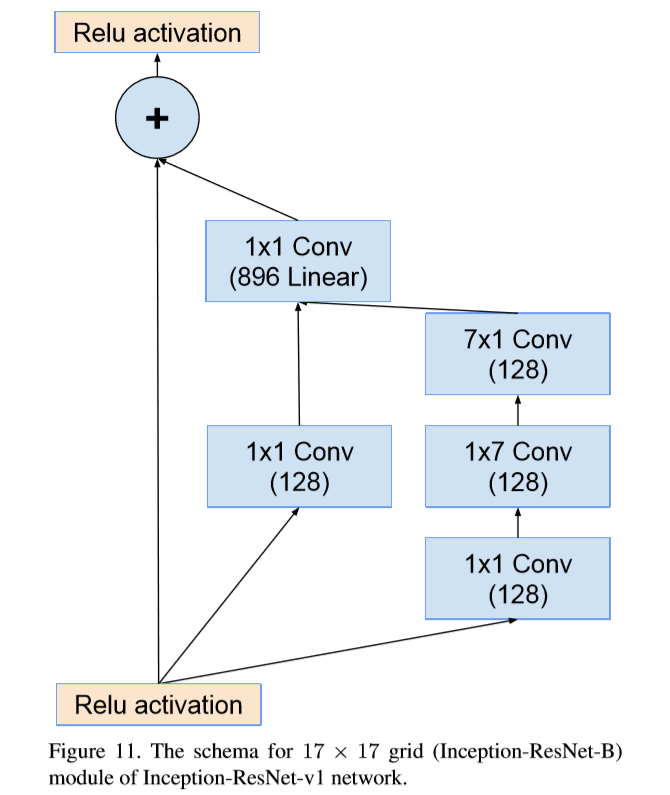 Relu activation
+
1x1 Conv
(896 Linear)
7x1 Conv
(128)
1x1 Conv
(128)
1x7 Conv
(128)
1x1 Conv
(128)
Relu activation
Figure 11. The schema for 17 × 17 grid (Inception-ResNet-B)
module of Inception-ResNet-v1 network.